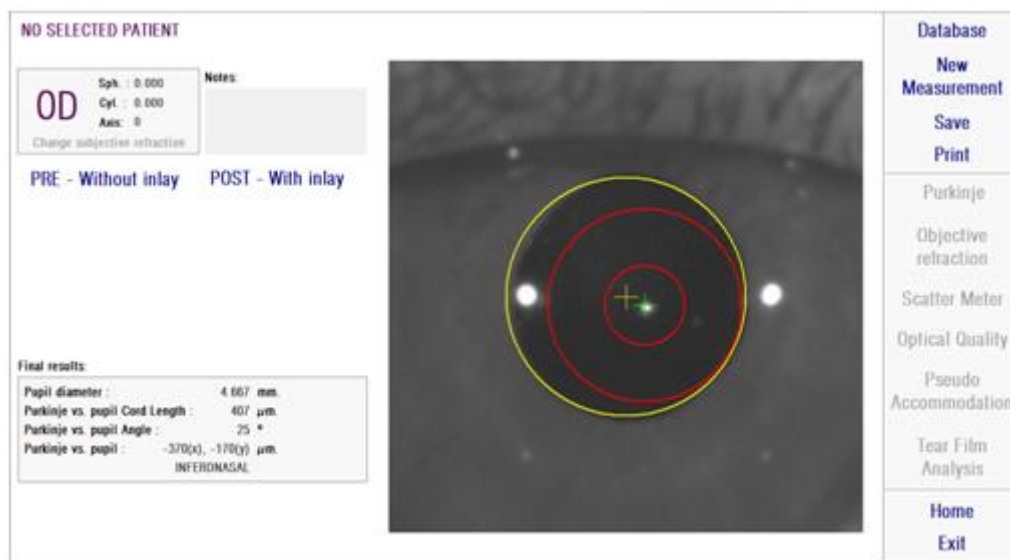 NO SELECTED PATIENT
OD
Sph. : 0.000
Cyl. : 0.000
Axis: 0
Change subjective refraction
Notes:
PRE - Without inlay
POST - With inlay
Final results:
Pupil diameter : 4.667 mm.
Purkinje vs. pupil Cord Length : 407 μm.
Purkinje vs. pupil Angle : 25 °
Purkinje vs. pupil : -370(x), -170(y) μm.
INFERONASAL
Database
New
Measurement
Save
Print
Purkinje
Objective
refraction
Scatter Meter
Optical Quality
Pseudo
Accommodation
Tear Film
Analysis
Home
Exit